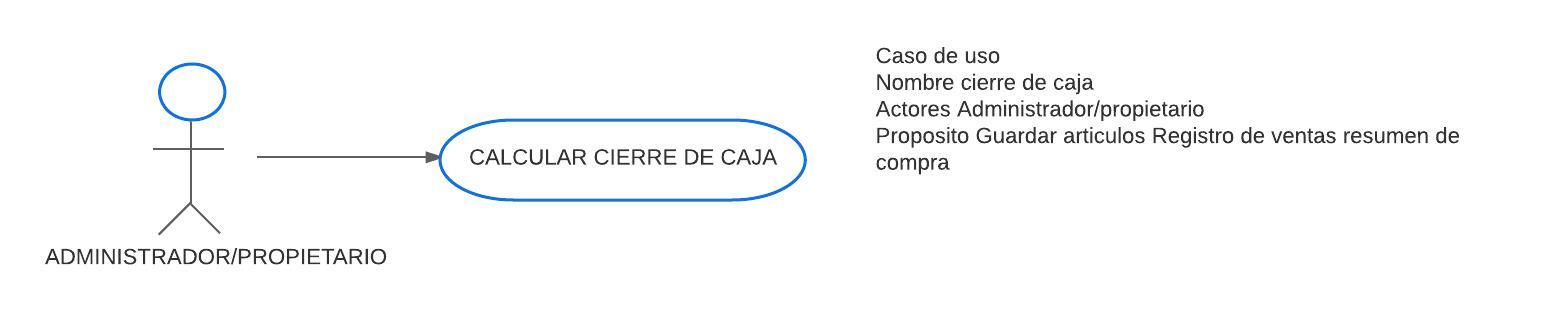 ADMINISTRADOR/PROPIETARIO
CALCULAR CIERRE DE CAJA
Caso de uso
Nombre cierre de caja
Actores Administrador/propietario
Proposito Guardar articulos Registro de ventas resumen de
compra